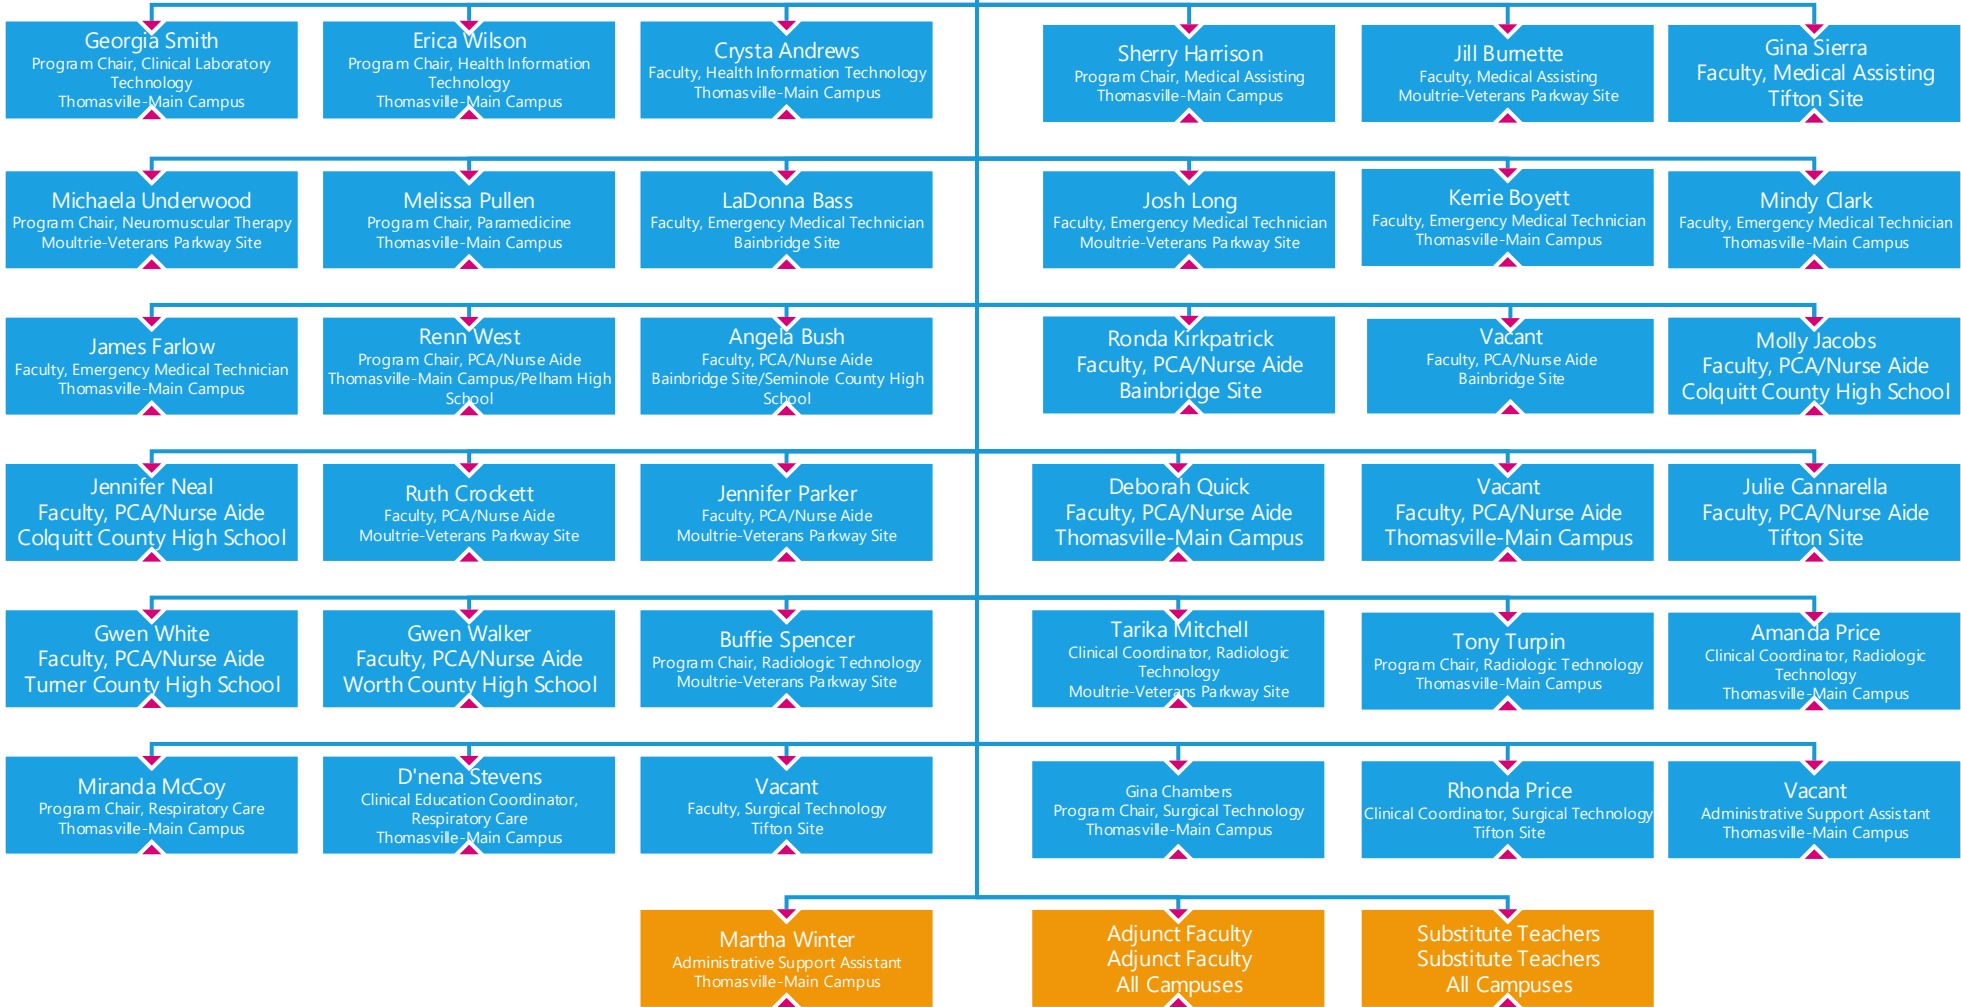 Georgia Smith
Program Chair, Clinical Laboratory
Technology
Thomasville-Main Campus
Erica Wilson
Program Chair, Health Information
Technology
Thomasville-Main Campus
Crysta Andrews
Faculty, Health Information Technology
Thomasville-Main Campus
Sherry Harrison
Program Chair, Medical Assisting
Thomasville-Main Campus
Jill Burnette
Faculty, Medical Assisting
Moultrie-Veterans Parkway Site
Gina Sierra
Faculty, Medical Assisting
Tifton Site
Michaela Underwood
Program Chair, Neuromuscular Therapy
Moultrie-Veterans Parkway Site
Melissa Pullen
Program Chair, Paramedicine
Thomasville-Main Campus
LaDonna Bass
Faculty, Emergency Medical Technician
Bainbridge Site
Josh Long
Faculty, Emergency Medical Technician
Moultrie-Veterans Parkway Site
Kerrie Boyett
Faculty, Emergency Medical Technician
Thomasville-Main Campus
Mindy Clark
Faculty, Emergency Medical Technician
Thomasville-Main Campus
James Farlow
Faculty, Emergency Medical Technician
Thomasville-Main Campus
Renn West
Program Chair, PCA/Nurse Aide
Thomasville-Main Campus/Pelham High
School
Angela Bush
Faculty, PCA/Nurse Aide
Bainbridge Site/Seminole County High
School
Ronda Kirkpatrick
Faculty, PCA/Nurse Aide
Bainbridge Site
Vacant
Faculty, PCA/Nurse Aide
Bainbridge Site
Molly Jacobs
Faculty, PCA/Nurse Aide
Colquitt County High School
Jennifer Neal
Faculty, PCA/Nurse Aide
Colquitt County High School
Ruth Crockett
Faculty, PCA/Nurse Aide
Moultrie-Veterans Parkway Site
Jennifer Parker
Faculty, PCA/Nurse Aide
Moultrie-Veterans Parkway Site
Deborah Quick
Faculty, PCA/Nurse Aide
Thomasville-Main Campus
Vacant
Faculty, PCA/Nurse Aide
Thomasville-Main Campus
Julie Cannarella
Faculty, PCA/Nurse Aide
Tifton Site
Gwen White
Faculty, PCA/Nurse Aide
Turner County High School
Gwen Walker
Faculty, PCA/Nurse Aide
Worth County High School
Buffie Spencer
Program Chair, Radiologic Technology
Moultrie-Veterans Parkway Site
Tarika Mitchell
Clinical Coordinator, Radiologic
Technology
Moultrie-Veterans Parkway Site
Tony Turpin
Program Chair, Radiologic Technology
Thomasville-Main Campus
Amanda Price
Clinical Coordinator, Radiologic
Technology
Thomasville-Main Campus
Miranda McCoy
Program Chair, Respiratory Care
Thomasville-Main Campus
D'nena Stevens
Clinical Education Coordinator,
Respiratory Care
Thomasville-Main Campus
Vacant
Faculty, Surgical Technology
Tifton Site
Gina Chambers
Program Chair, Surgical Technology
Thomasville-Main Campus
Rhonda Price
Clinical Coordinator, Surgical Technology
Tifton Site
Vacant
Administrative Support Assistant
Thomasville-Main Campus
Martha Winter
Administrative Support Assistant
Thomasville-Main Campus
Adjunct Faculty
Adjunct Faculty
All Campuses
Substitute Teachers
Substitute Teachers
All Campuses